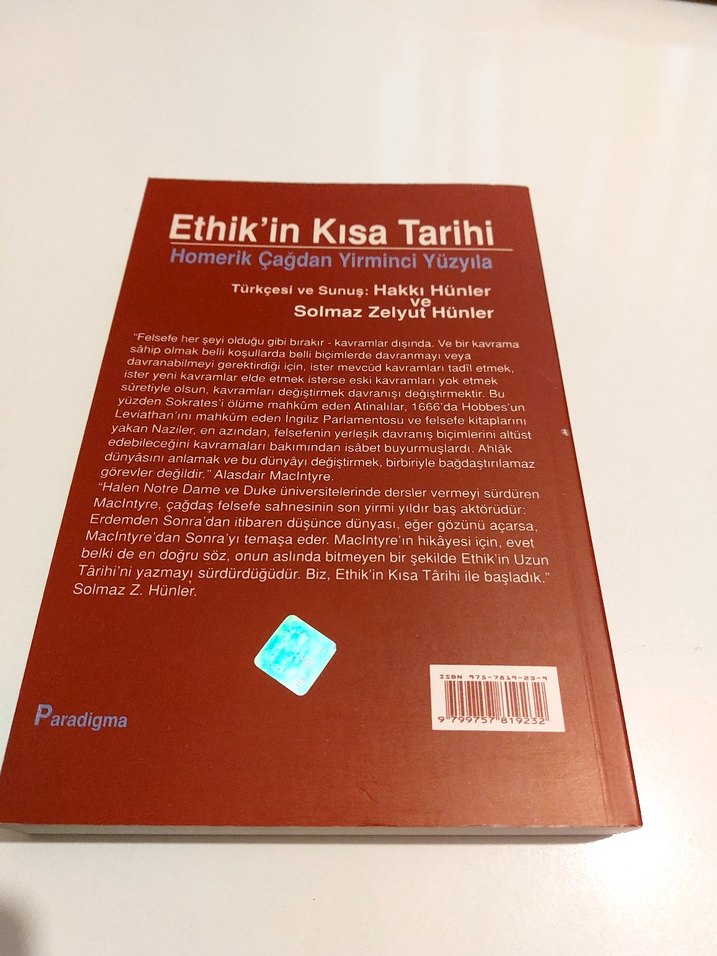 Ethik'in Kısa Tarihi
Homerik Çağdan Yirminci Yüzyıla
Türkçesi ve Sunuş: Hakkı Hünler
ve
Solmaz Zelyut Hünler
"Felsefe her şeyi olduğu gibi bırakır - kavramlar dışında. Ve bir kavrama
sâhip olmak belli koşullarda belli biçimlerde davranmayı veya
davranabilmeyi gerektirdiği için, ister mevcûd kavramları tadîl etmek,
ister yeni kavramlar elde etmek isterse eski kavramları yok etmek
sûretiyle olsun, kavramları değiştirmek davranışı değiştirmektir. Bu
yüzden Sokrates'i ölüme mahkûm eden Atinalılar, 1666'da Hobbes'un
Leviathan'ını mahkûm eden İngiliz Parlamentosu ve felsefe kitaplarını
yakan Naziler, en azından, felsefenin yerleşik davranış biçimlerini altüst
edebileceğini kavramaları bakımından isâbet buyurmuşlardı. Ahlâk
dünyâsını anlamak ve bu dünyâyı değiştirmek, birbiriyle bağdaştırılamaz
görevler değildir." Alasdair MacIntyre.
"Halen Notre Dame ve Duke üniversitelerinde dersler vermeyi sürdüren
MacIntyre, çağdaş felsefe sahnesinin son yirmi yıldır baş aktörüdür:
Erdemden Sonra'dan itibaren düşünce dünyası, eğer gözünü açarsa,
MacIntyre'dan Sonra'yı temaşa eder. MacIntyre'ın hikâyesi için, evet
belki de en doğru söz, onun aslında bitmeyen bir şekilde Ethik'in Uzun
Târihi'ni yazmayı sürdürdüğüdür. Biz, Ethik'in Kısa Târihi ile başladık."
Solmaz Z. Hünler.
ISBN 975-7819-23-9
9 799757 819232
Paradigma